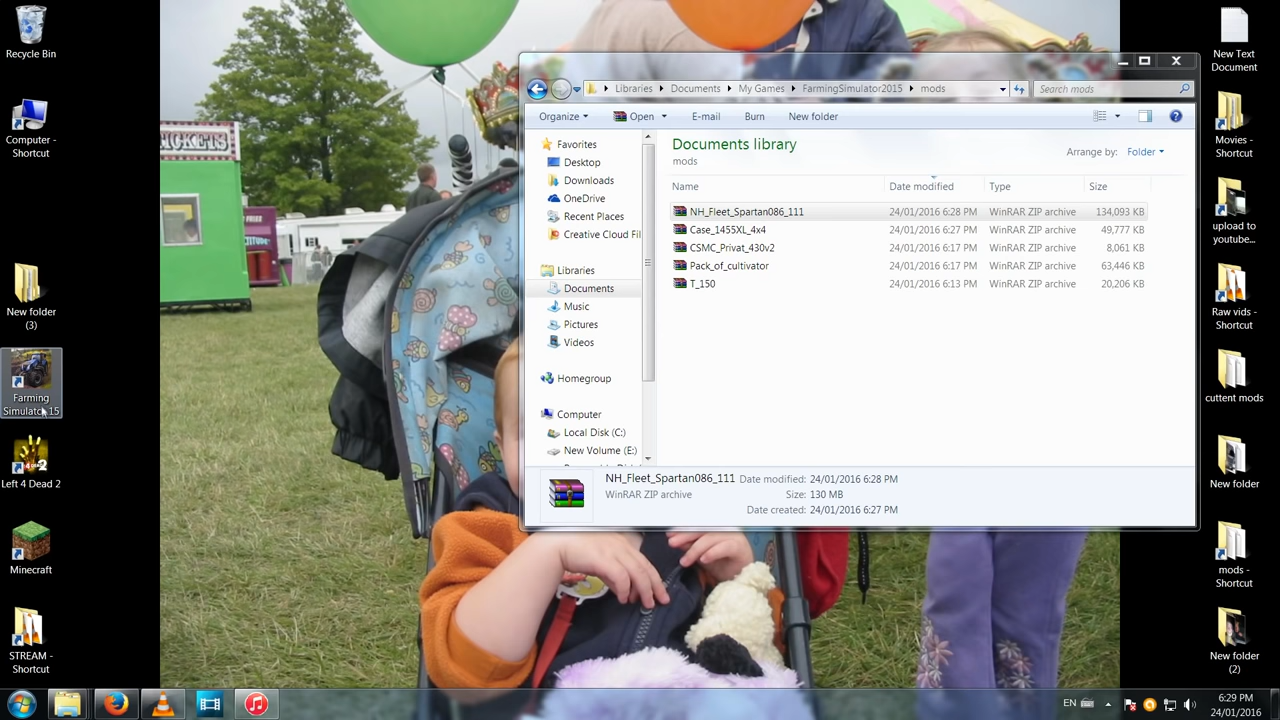 Recycle Bin
Computer -
Shortcut
New folder
(3)
Farming
Simulator 15
Left 4 Dead 2
Minecraft
STREAM -
Shortcut
TICKETS
Libraries
Documents
My Games
FarmingSimulator2015
mods
Search mods
Organize
Open
E-mail
Burn
New folder
Favorites
Desktop
Downloads
OneDrive
Recent Places
Creative Cloud Fil
Libraries
Documents
Music
Pictures
Videos
Homegroup
Computer
Local Disk (C:)
New Volume (E:)
Documents library
mods
Arrange by: Folder
Name Date modified Type Size
NH_Fleet_Spartan086_111 24/01/2016 6:28 PM WinRAR ZIP archive 134,093 KB
Case_1455XL_4x4 24/01/2016 6:27 PM WinRAR ZIP archive 49,777 KB
CSMC_Privat_430v2 24/01/2016 6:17 PM WinRAR ZIP archive 8,061 KB
Pack_of_cultivator 24/01/2016 6:17 PM WinRAR ZIP archive 63,446 KB
T_150 24/01/2016 6:13 PM WinRAR ZIP archive 20,206 KB
NH_Fleet_Spartan086_111 Date modified: 24/01/2016 6:28 PM
WinRAR ZIP archive Size: 130 MB
Date created: 24/01/2016 6:27 PM
New Text
Document
Movies -
Shortcut
upload to
youtube...
Raw vids -
Shortcut
cuttent mods
New folder
mods -
Shortcut
New folder
(2)
EN
6:29 PM
24/01/2016